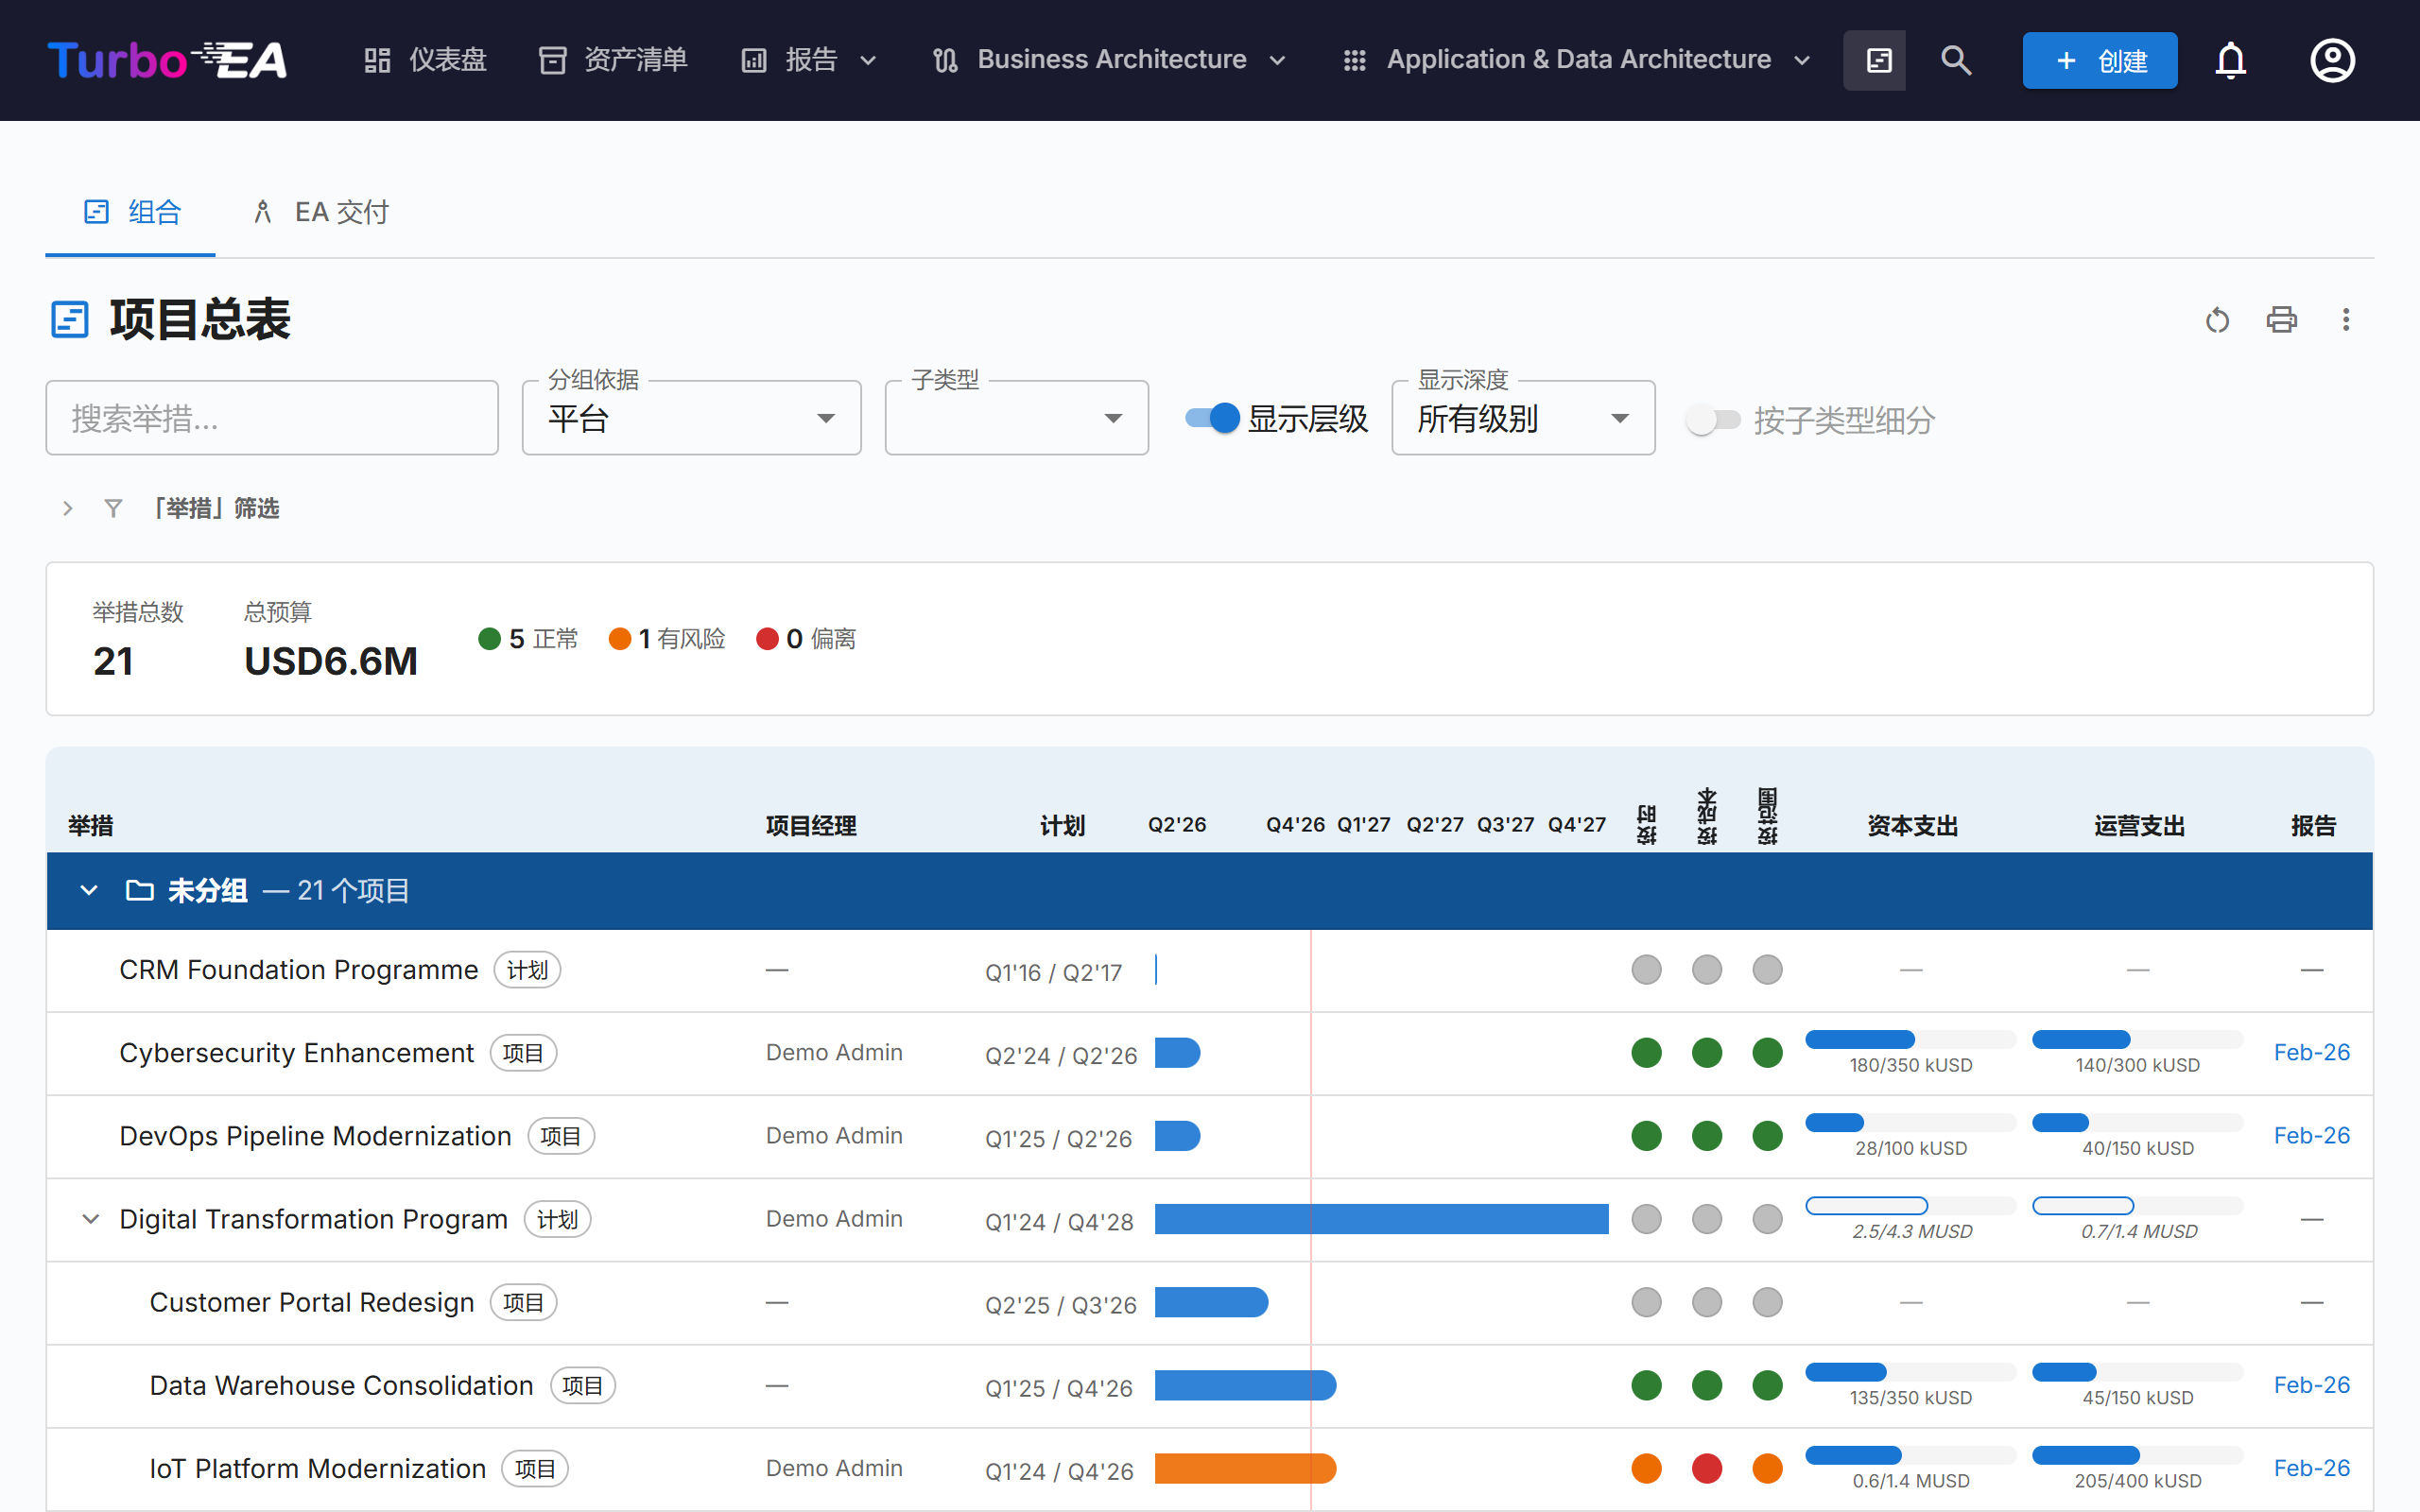 Turbo EA 仪表盘 资产清单 报告 Business Architecture Application & Data Architecture + 创建
组合 EA 交付
项目总表
搜索举措... 分组依据 平台 子类型 显示层级 显示深度 所有级别 按子类型细分
「举措」筛选
举措总数 总预算
21 USD6.6M 5 正常 1 有风险 0 偏离
举措 项目经理 计划 Q2'26 Q4'26 Q1'27 Q2'27 Q3'27 Q4'27 按时 按成本 按范围 资本支出 运营支出 报告
未分组 — 21 个项目
CRM Foundation Programme 计划 — Q1'16 / Q2'17 — — —
Cybersecurity Enhancement 项目 Demo Admin Q2'24 / Q2'26 180/350 kUSD 140/300 kUSD Feb-26
DevOps Pipeline Modernization 项目 Demo Admin Q1'25 / Q2'26 28/100 kUSD 40/150 kUSD Feb-26
Digital Transformation Program 计划 Demo Admin Q1'24 / Q4'28 2.5/4.3 MUSD 0.7/1.4 MUSD —
Customer Portal Redesign 项目 — Q2'25 / Q3'26 — — —
Data Warehouse Consolidation 项目 — Q1'25 / Q4'26 135/350 kUSD 45/150 kUSD Feb-26
IoT Platform Modernization 项目 Demo Admin Q1'24 / Q4'26 0.6/1.4 MUSD 205/400 kUSD Feb-26